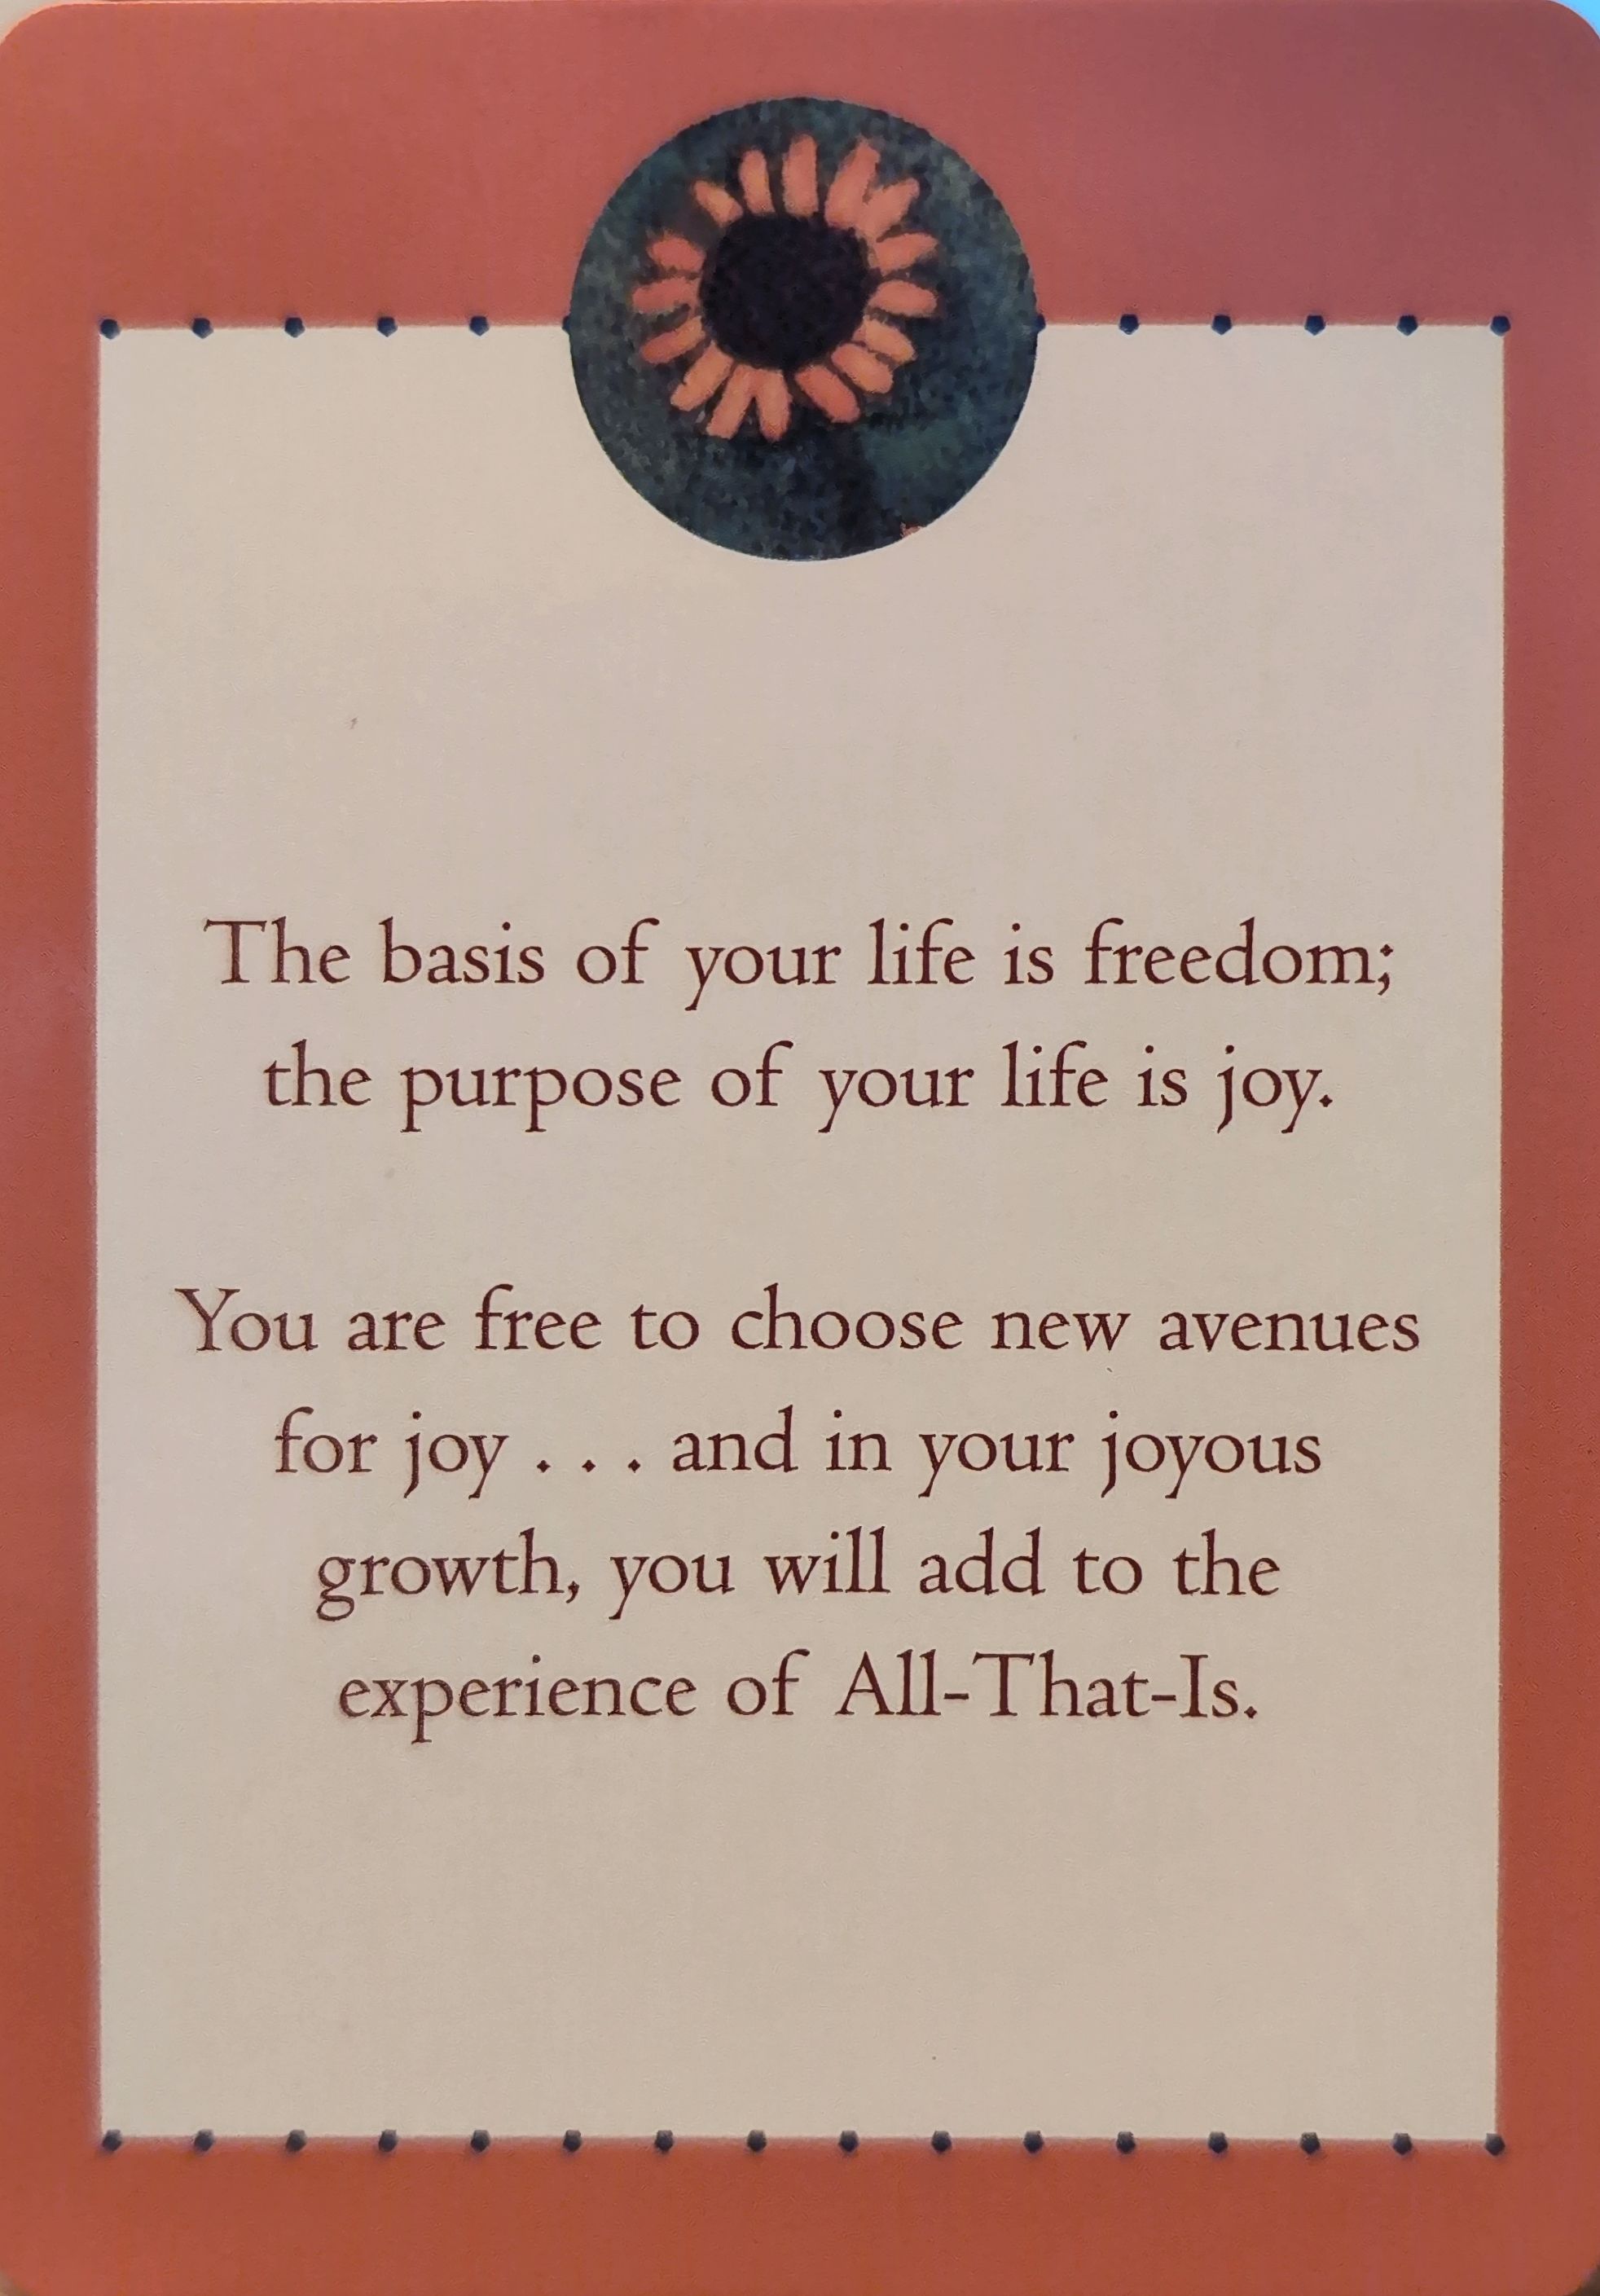 The basis of your life is freedom;
the purpose of your life is joy.
You are free to choose new avenues
for joy . . . and in your joyous
growth, you will add to the
experience of All-That-Is.